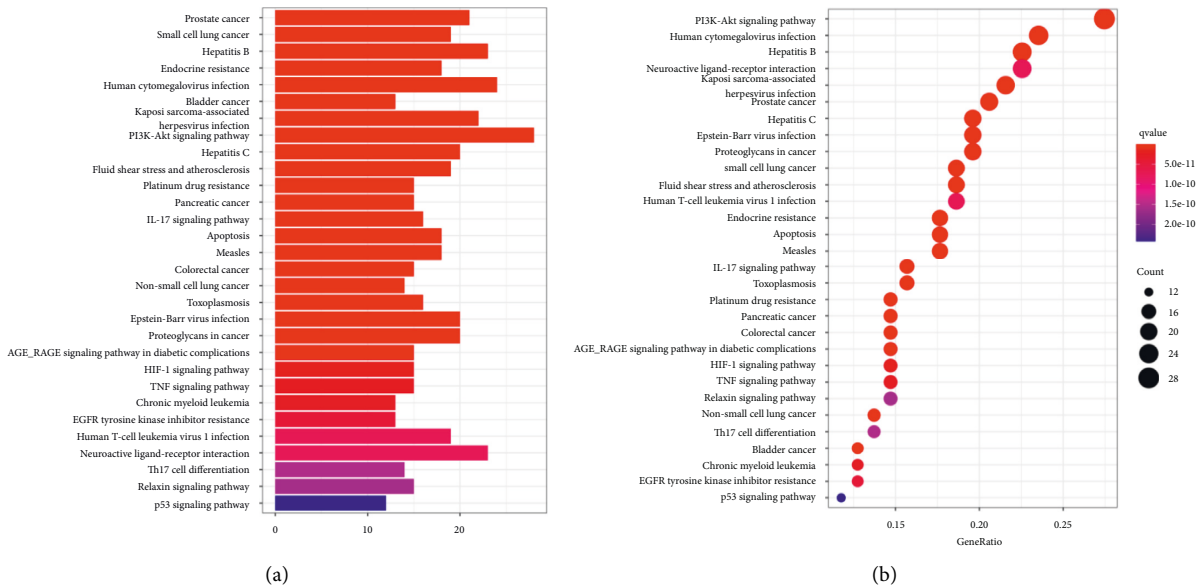 Prostate cancer
Small cell lung cancer
Hepatitis B
Endocrine resistance
Human cytomegalovirus infection
Bladder cancer
Kaposi sarcoma-associated
herpesvirus infection
PI3K-Akt signaling pathway
Hepatitis C
Fluid shear stress and atherosclerosis
Platinum drug resistance
Pancreatic cancer
IL-17 signaling pathway
Apoptosis
Measles
Colorectal cancer
Non-small cell lung cancer
Toxoplasmosis
Epstein-Barr virus infection
Proteoglycans in cancer
AGE_RAGE signaling pathway in diabetic complications
HIF-1 signaling pathway
TNF signaling pathway
Chronic myeloid leukemia
EGFR tyrosine kinase inhibitor resistance
Human T-cell leukemia virus 1 infection
Neuroactive ligand-receptor interaction
Th17 cell differentiation
Relaxin signaling pathway
p53 signaling pathway
0 10 20
(a)
PI3K-Akt signaling pathway
Human cytomegalovirus infection
Hepatitis B
Neuroactive ligand-receptor interaction
Kaposi sarcoma-associated
herpesvirus infection
Prostate cancer
Hepatitis C
Epstein-Barr virus infection
Proteoglycans in cancer
small cell lung cancer
Fluid shear stress and atherosclerosis
Human T-cell leukemia virus 1 infection
Endocrine resistance
Apoptosis
Measles
IL-17 signaling pathway
Toxoplasmosis
Platinum drug resistance
Pancreatic cancer
Colorectal cancer
AGE_RAGE signaling pathway in diabetic complications
HIF-1 signaling pathway
TNF signaling pathway
Relaxin signaling pathway
Non-small cell lung cancer
Th17 cell differentiation
Bladder cancer
Chronic myeloid leukemia
EGFR tyrosine kinase inhibitor resistance
p53 signaling pathway
0.15 0.20 0.25
GeneRatio
qvalue
5.0e-11
1.0e-10
1.5e-10
2.0e-10
Count
12
16
20
24
28
(b)